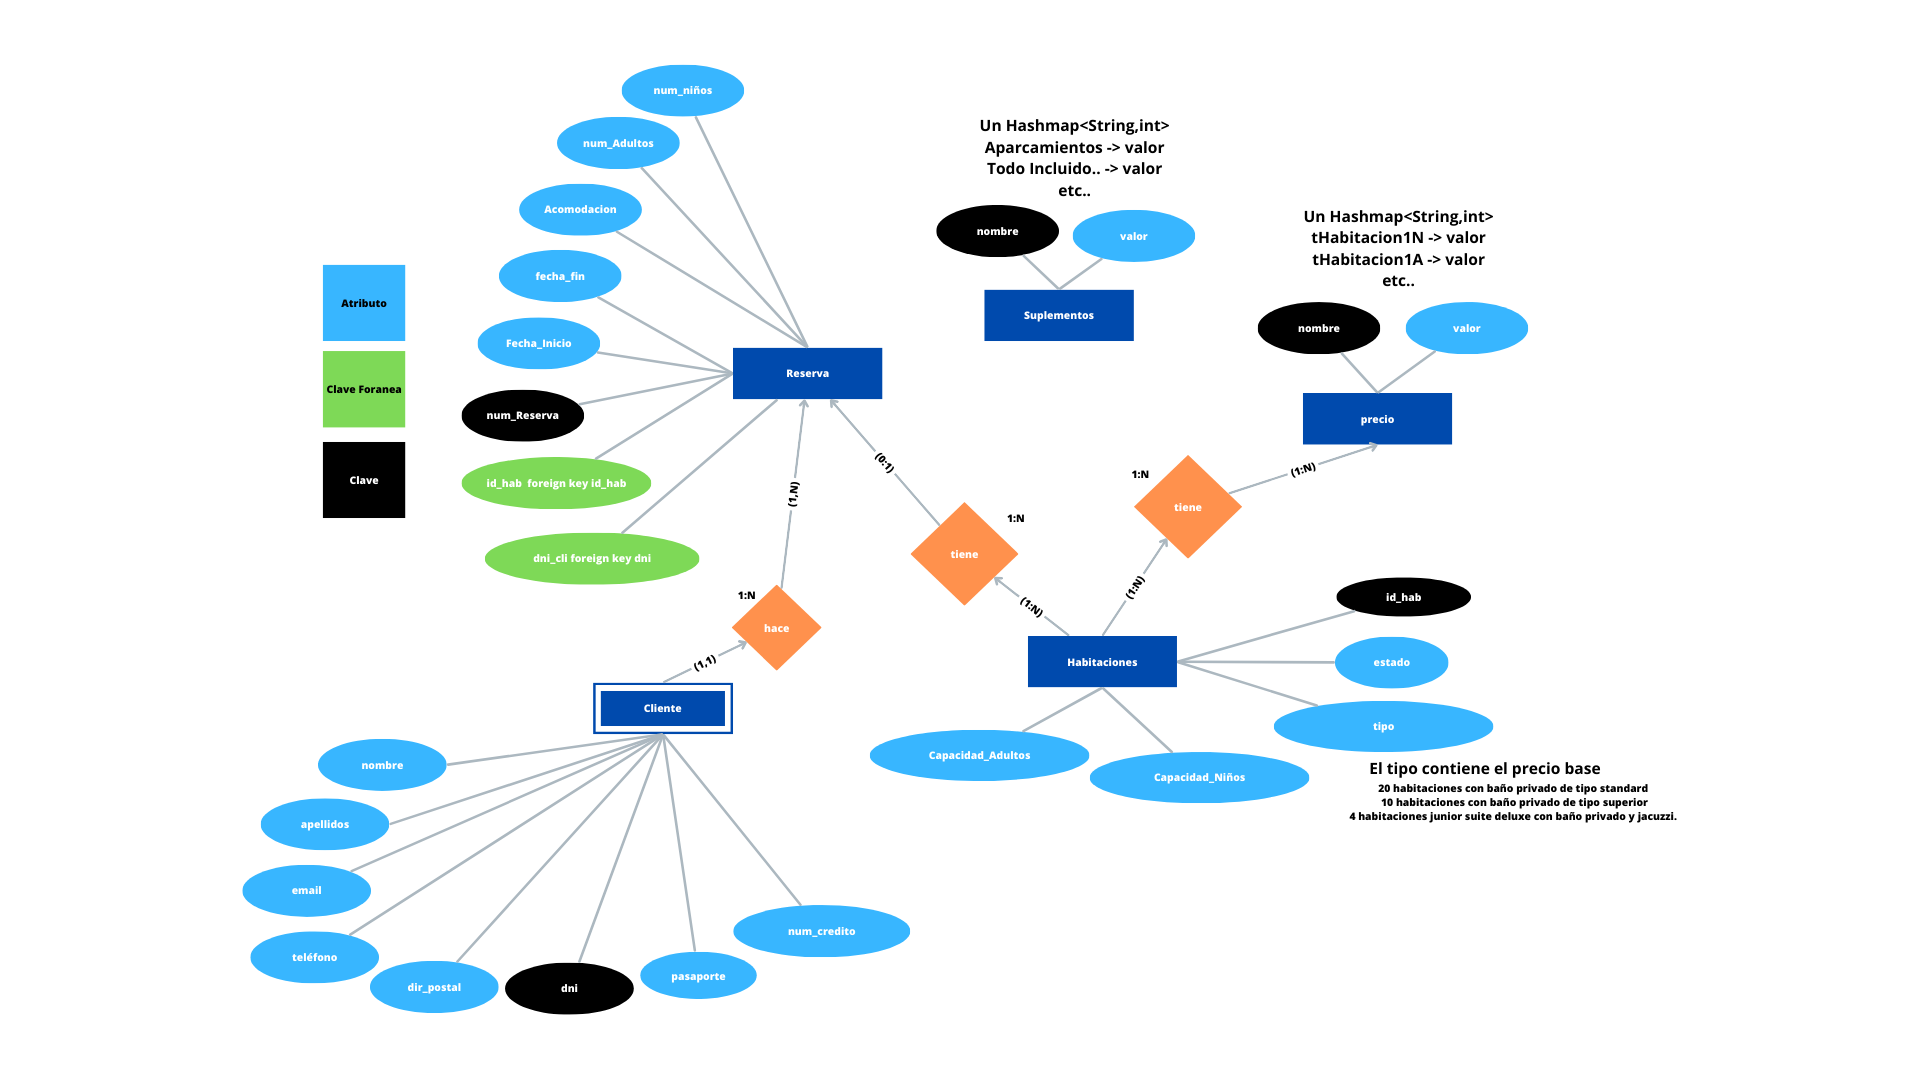 num_niños
num_Adultos
Acomodacion
fecha_fin
Fecha_Inicio
num_Reserva
id_hab foreign key id_hab
dni_cli foreign key dni
Atributo
Clave Foranea
Clave
Reserva
Un Hashmap<String,int>
Aparcamientos -> valor
Todo Incluido.. -> valor
etc..
nombre
valor
Suplementos
Un Hashmap<String,int>
tHabitacion1N -> valor
tHabitacion1A -> valor
etc..
nombre
valor
precio
(1:N)
1:N
tiene
(1:N)
(0:1)
1:N
tiene
(1:N)
(1,N)
1:N
hace
(1,1)
Cliente
nombre
apellidos
email
teléfono
dir_postal
dni
pasaporte
num_credito
Habitaciones
id_hab
estado
tipo
Capacidad_Adultos
Capacidad_Niños
El tipo contiene el precio base
20 habitaciones con baño privado de tipo standard
10 habitaciones con baño privado de tipo superior
4 habitaciones junior suite deluxe con baño privado y jacuzzi.